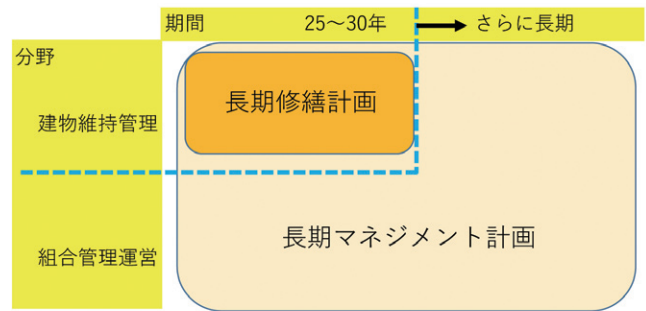 期間 25～30年 さらに長期
分野
建物維持管理
長期修繕計画
組合管理運営
長期マネジメント計画